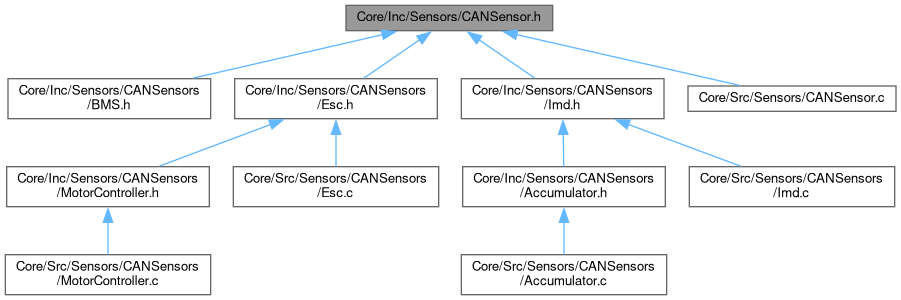 Core/Inc/Sensors/CANSensor.h
Core/Inc/Sensors/CANSensors
/BMS.h
Core/Inc/Sensors/CANSensors
/Esc.h
Core/Inc/Sensors/CANSensors
/Imd.h
Core/Src/Sensors/CANSensor.c
Core/Inc/Sensors/CANSensors
/MotorController.h
Core/Src/Sensors/CANSensors
/Esc.c
Core/Inc/Sensors/CANSensors
/Accumulator.h
Core/Src/Sensors/CANSensors
/Imd.c
Core/Src/Sensors/CANSensors
/MotorController.c
Core/Src/Sensors/CANSensors
/Accumulator.c